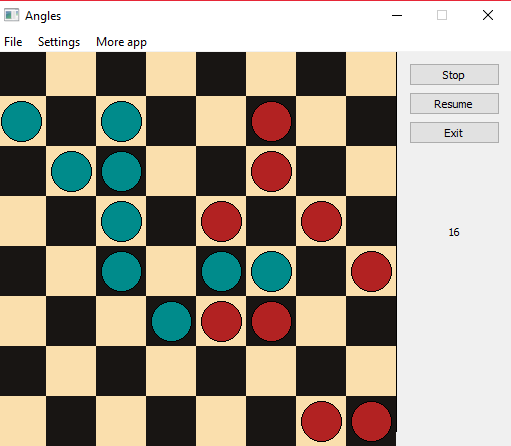 Angles
File Settings More app
Stop
Resume
Exit
16